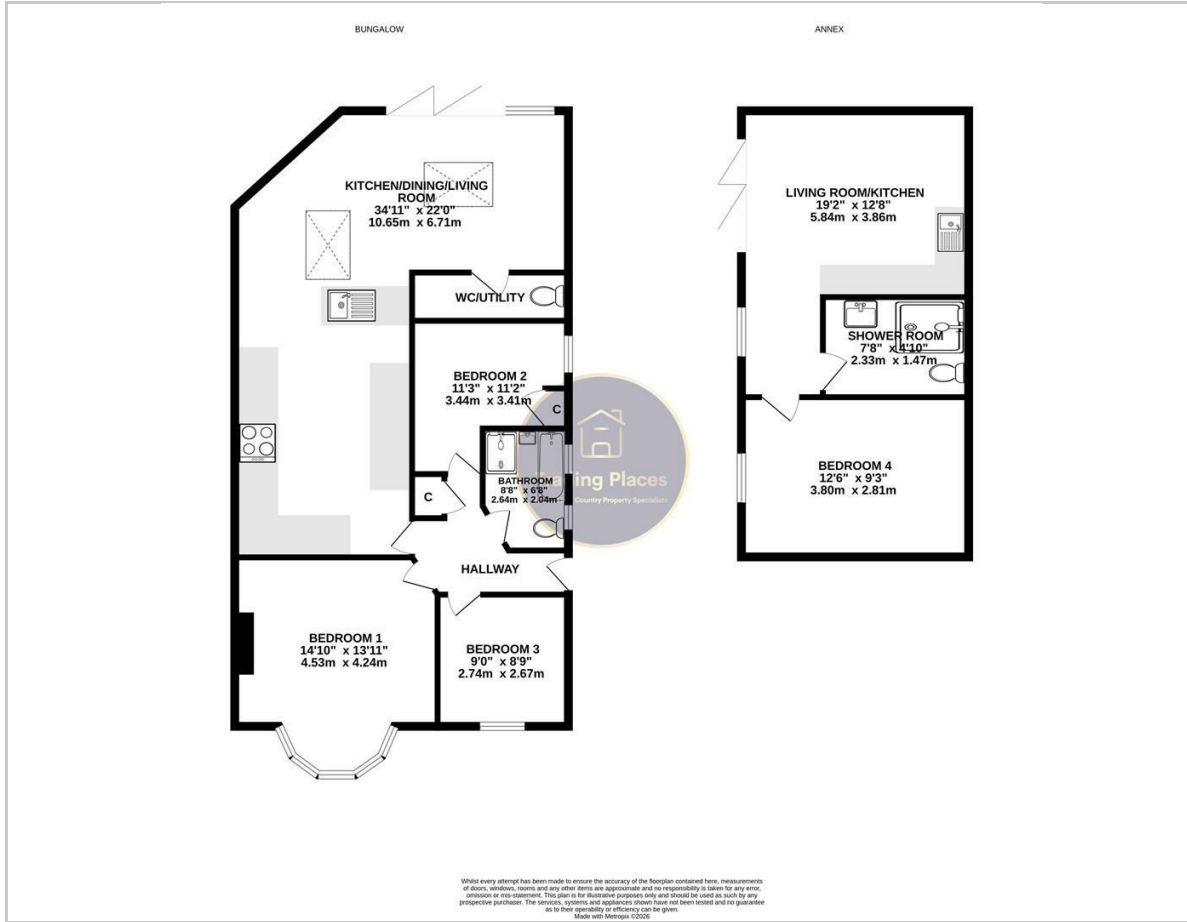 BUNGALOW
KITCHEN/DINING/LIVING
ROOM
34'11" x 22'0"
10.65m x 6.71m
WC/UTILITY
BEDROOM 2
11'3" x 11'2"
3.44m x 3.41m
C
BATHROOM
8'8" x 6'8"
2.64m x 2.04m
C
HALLWAY
BEDROOM 1
14'10" x 13'11"
4.53m x 4.24m
BEDROOM 3
9'0" x 8'9"
2.74m x 2.67m
Places
Country Property Specialists
ANNEX
LIVING ROOM/KITCHEN
19'2" x 12'8"
5.84m x 3.86m
SHOWER ROOM
7'8" x 4'10"
2.33m x 1.47m
BEDROOM 4
12'6" x 9'3"
3.80m x 2.81m
Whilst every attempt has been made to ensure the accuracy of the floorplan contained here, measurements
of doors, windows, rooms and any other items are approximate and no responsibility is taken for any error,
omission or mis-statement. This plan is for illustrative purposes only and should be used as such by any
prospective purchaser. The services, systems and appliances shown have not been tested and no guarantee
as to their operability or efficiency can be given.
Made with Metropix ©2026